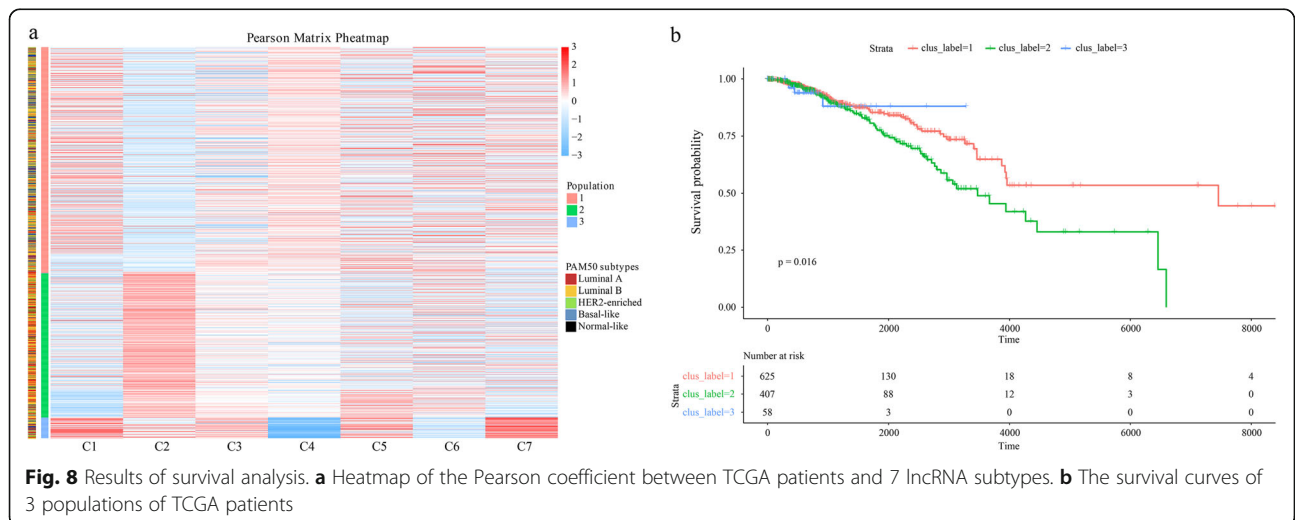 a
Pearson Matrix Pheatmap
3
2
1
0
−1
−2
−3
Population
1
2
3
PAM50 subtypes
Luminal A
Luminal B
HER2-enriched
Basal-like
Normal-like
C1 C2 C3 C4 C5 C6 C7
b
Strata clus_label=1 clus_label=2 clus_label=3
Survival probability
1.00
0.75
0.50
0.25
0.00
p = 0.016
0 2000 4000 6000 8000
Time
Number at risk
Strata
clus_label=1 625 130 18 8 4
clus_label=2 407 88 12 3 0
clus_label=3 58 3 0 0 0
0 2000 4000 6000 8000
Time
Fig. 8 Results of survival analysis. a Heatmap of the Pearson coefficient between TCGA patients and 7 lncRNA subtypes. b The survival curves of
3 populations of TCGA patients